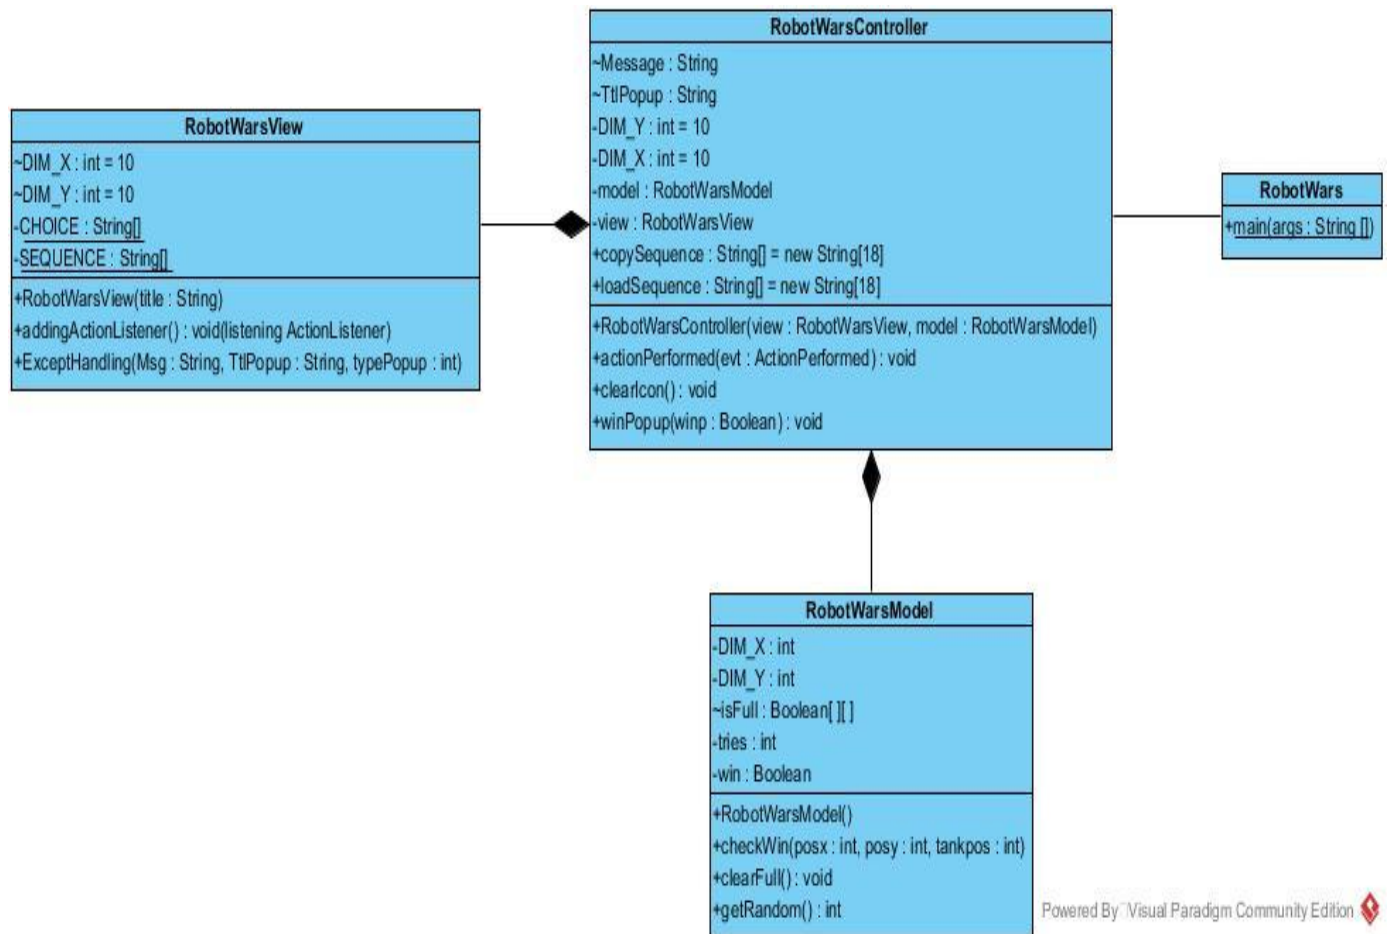 RobotWarsController
~Message : String
~TtlPopup : String
-DIM_Y : int = 10
-DIM_X : int = 10
-model : RobotWarsModel
-view : RobotWarsView
+copySequence : String[] = new String[18]
+loadSequence : String[] = new String[18]
+RobotWarsController(view : RobotWarsView, model : RobotWarsModel)
+actionPerformed(evt : ActionPerformed) : void
+clearIcon() : void
+winPopup(winp : Boolean) : void
RobotWarsView
~DIM_X : int = 10
~DIM_Y : int = 10
-CHOICE : String[]
-SEQUENCE : String[]
+RobotWarsView(title : String)
+addingActionListener() : void(listening ActionListener)
+ExceptHandling(Msg : String, TtlPopup : String, typePopup : int)
RobotWars
+main(args : String [])
RobotWarsModel
-DIM_X : int
-DIM_Y : int
~isFull : Boolean[ ][ ]
-tries : int
-win : Boolean
+RobotWarsModel()
+checkWin(posx : int, posy : int, tankpos : int)
+clearFull() : void
+getRandom() : int
Powered By Visual Paradigm Community Edition